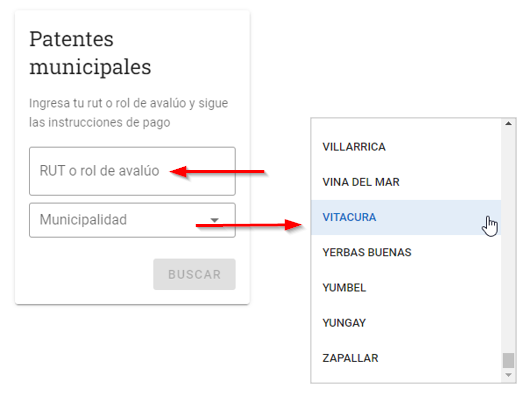 Patentes
municipales
Ingresa tu rut o rol de avalúo y sigue
las instrucciones de pago
RUT o rol de avalúo
Municipalidad
BUSCAR
VILLARRICA
VINA DEL MAR
VITACURA
YERBAS BUENAS
YUMBEL
YUNGAY
ZAPALLAR